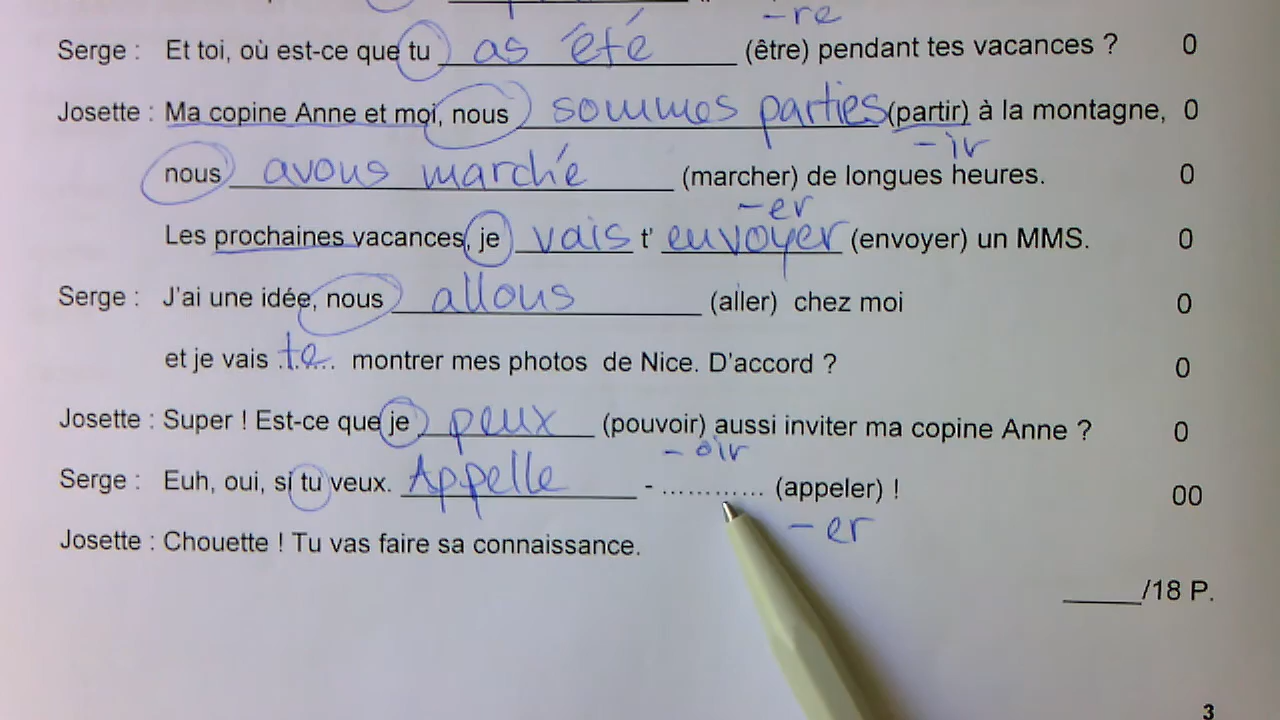 -re
Serge : Et toi, où est-ce que tu as été (être) pendant tes vacances ? 0
Josette : Ma copine Anne et moi, nous sommes parties (partir) à la montagne, 0
-ir
nous avons marché (marcher) de longues heures. 0
-er
Les prochaines vacances, je vais t' envoyer (envoyer) un MMS. 0
Serge : J'ai une idée, nous allons (aller) chez moi 0
et je vais te montrer mes photos de Nice. D'accord ? 0
Josette : Super ! Est-ce que je peux (pouvoir) aussi inviter ma copine Anne ? 0
-oir
Serge : Euh, oui, si tu veux. Appelle - ............ (appeler) ! 00
-er
Josette : Chouette ! Tu vas faire sa connaissance.
_____/18 P.
3